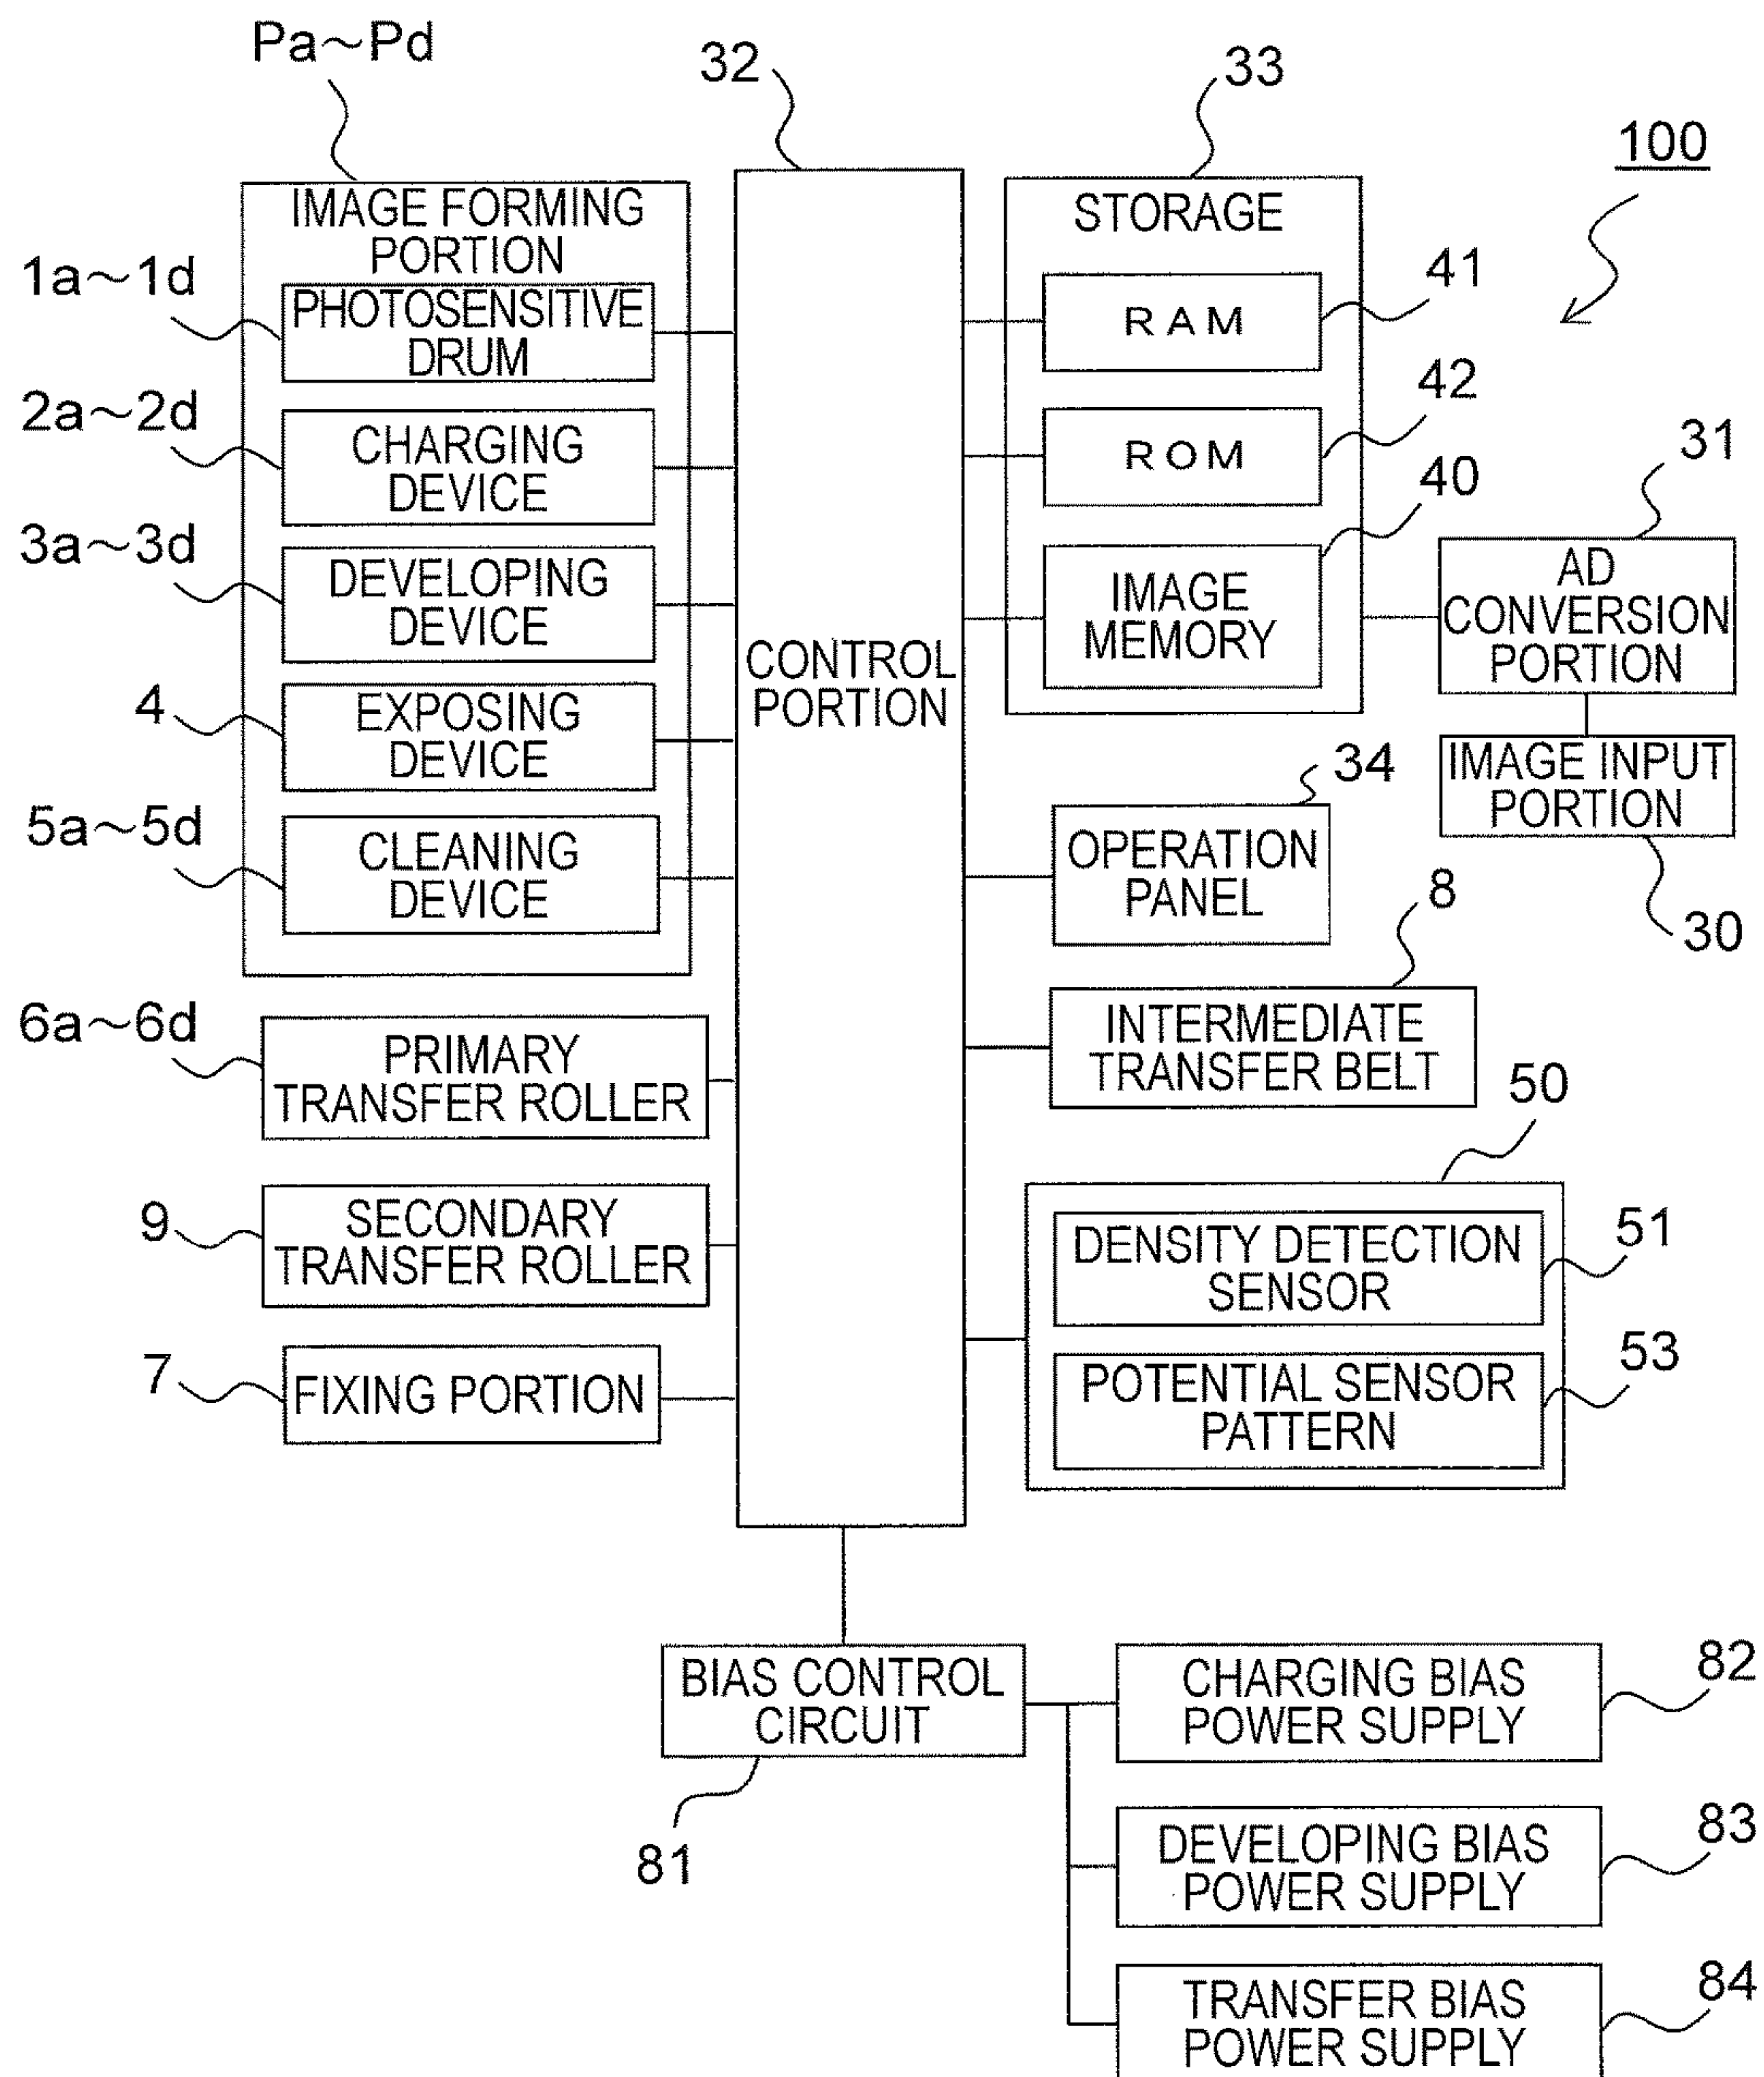 Pa~Pd
32
33
100
IMAGE FORMING
PORTION
1a~1d
PHOTOSENSITIVE
DRUM
2a~2d
CHARGING
DEVICE
3a~3d
DEVELOPING
DEVICE
4
EXPOSING
DEVICE
5a~5d
CLEANING
DEVICE
6a~6d
PRIMARY
TRANSFER ROLLER
9
SECONDARY
TRANSFER ROLLER
7
FIXING PORTION
CONTROL
PORTION
STORAGE
41
RAM
42
ROM
40
IMAGE
MEMORY
31
AD
CONVERSION
PORTION
IMAGE INPUT
PORTION
30
34
OPERATION
PANEL
8
INTERMEDIATE
TRANSFER BELT
50
DENSITY DETECTION
SENSOR
51
POTENTIAL SENSOR
PATTERN
53
BIAS CONTROL
CIRCUIT
81
CHARGING BIAS
POWER SUPPLY
82
DEVELOPING BIAS
POWER SUPPLY
83
TRANSFER BIAS
POWER SUPPLY
84